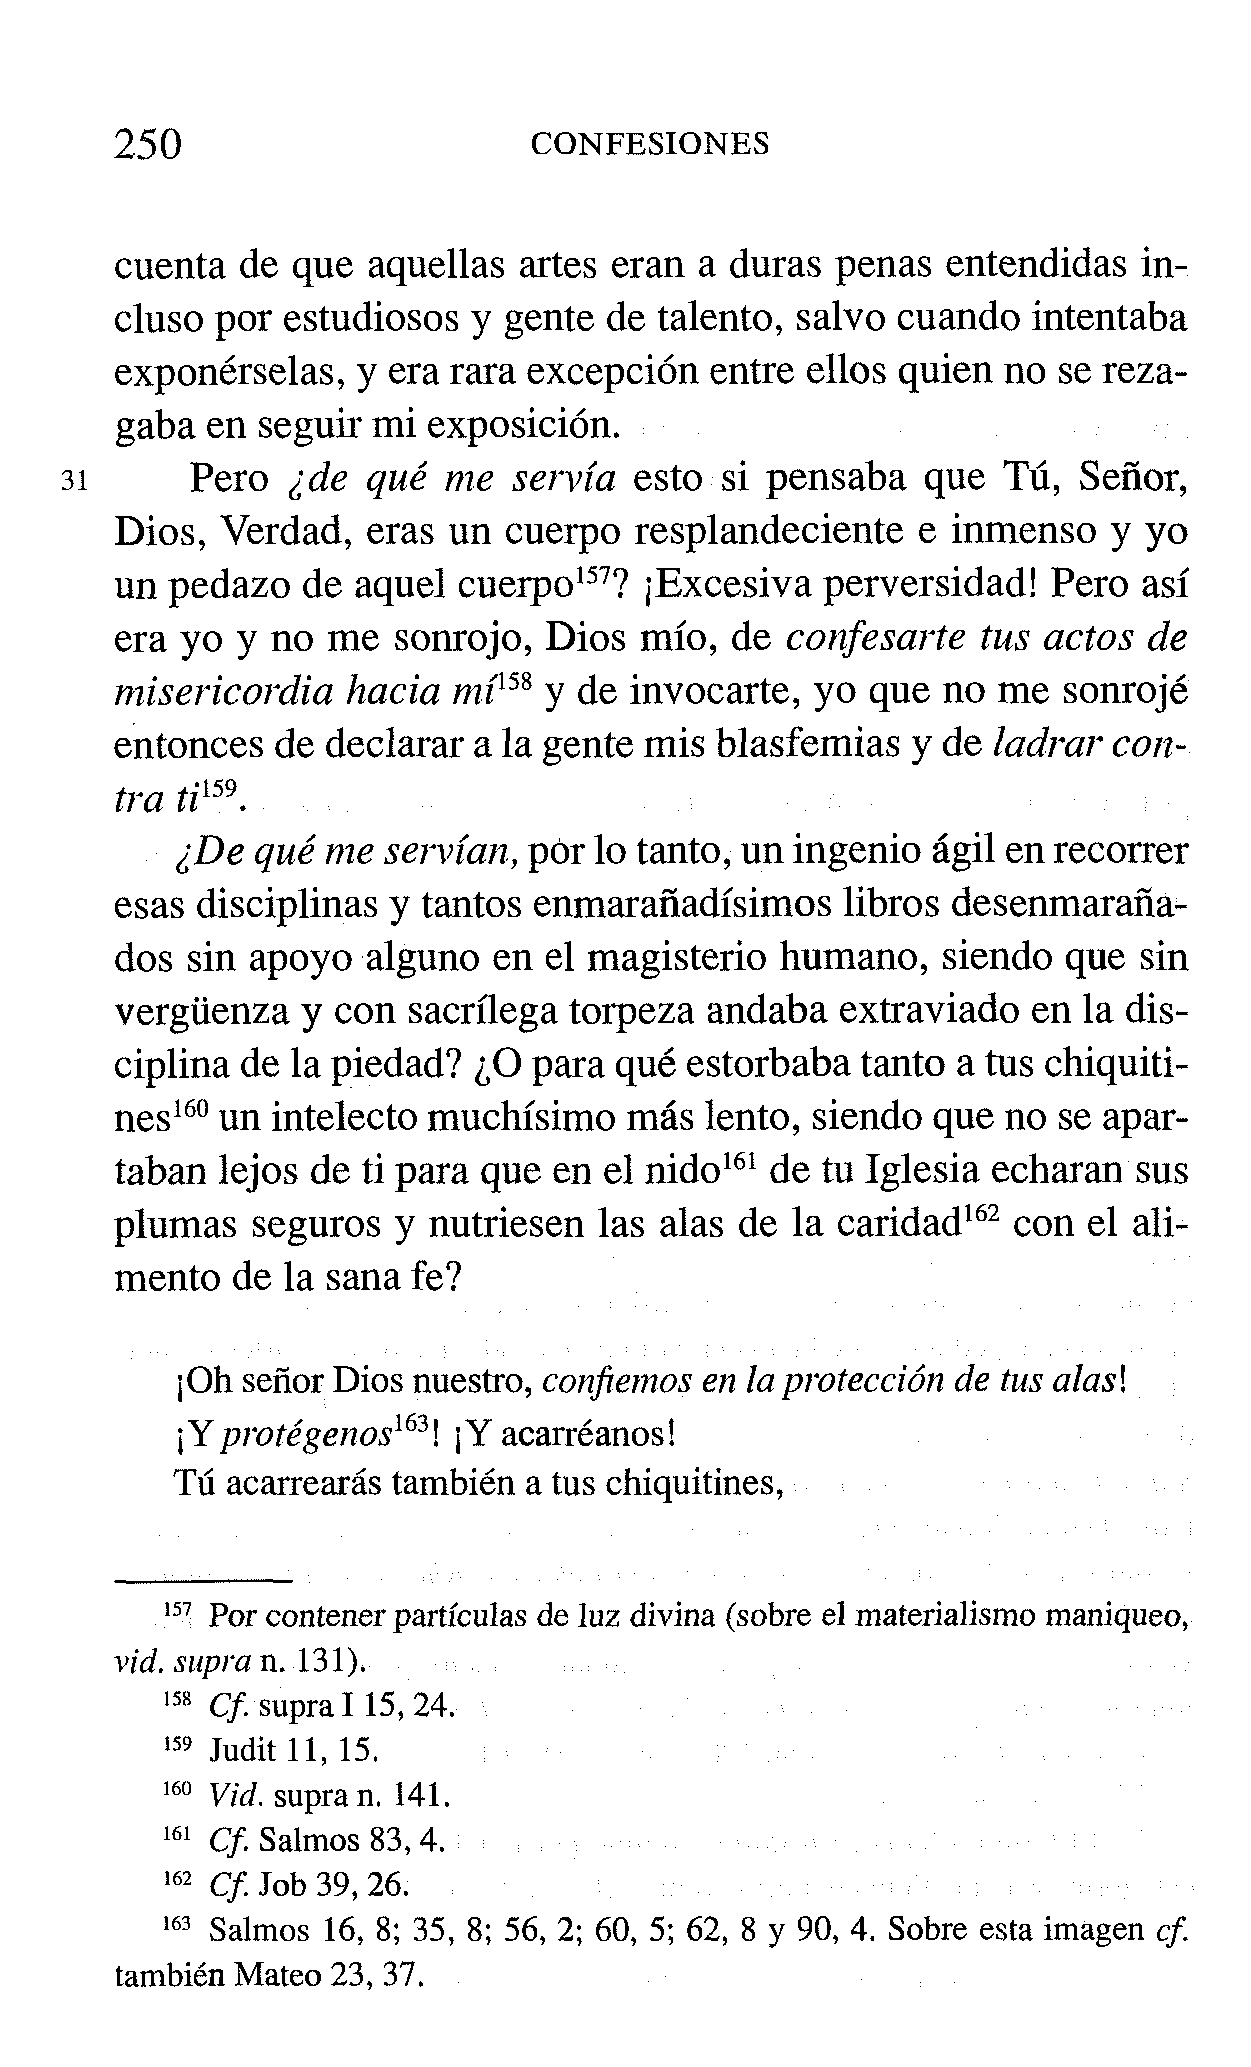 250 CONFESIONES
cuenta de que aquellas artes eran a duras penas entendidas in-
cluso por estudiosos y gente de talento, salvo cuando intentaba
exponérselas, y era rara excepción entre ellos quien no se reza-
gaba en seguir mi exposición.
31 Pero ¿de qué me servía esto si pensaba que Tú, Señor,
Dios, Verdad, eras un cuerpo resplandeciente e inmenso y yo
un pedazo de aquel cuerpo¹⁵⁷? ¡Excesiva perversidad! Pero así
era yo y no me sonrojo, Dios mío, de confesarte tus actos de
misericordia hacia mí¹⁵⁸ y de invocarte, yo que no me sonrojé
entonces de declarar a la gente mis blasfemias y de ladrar con-
tra ti¹⁵⁹.
¿De qué me servían, por lo tanto, un ingenio ágil en recorrer
esas disciplinas y tantos enmarañadísimos libros desenmaraña-
dos sin apoyo alguno en el magisterio humano, siendo que sin
vergüenza y con sacrílega torpeza andaba extraviado en la dis-
ciplina de la piedad? ¿O para qué estorbaba tanto a tus chiquiti-
nes¹⁶⁰ un intelecto muchísimo más lento, siendo que no se apar-
taban lejos de ti para que en el nido¹⁶¹ de tu Iglesia echaran sus
plumas seguros y nutriesen las alas de la caridad¹⁶² con el ali-
mento de la sana fe?
¡Oh señor Dios nuestro, confiemos en la protección de tus alas!
¡Y protégenos¹⁶³! ¡Y acarréanos!
Tú acarrearás también a tus chiquitines,
¹⁵⁷ Por contener partículas de luz divina (sobre el materialismo maniqueo,
vid. supra n. 131).
¹⁵⁸ Cf. supra I 15, 24.
¹⁵⁹ Judit 11, 15.
¹⁶⁰ Vid. supra n. 141.
¹⁶¹ Cf. Salmos 83, 4.
¹⁶² Cf. Job 39, 26.
¹⁶³ Salmos 16, 8; 35, 8; 56, 2; 60, 5; 62, 8 y 90, 4. Sobre esta imagen cf.
también Mateo 23, 37.